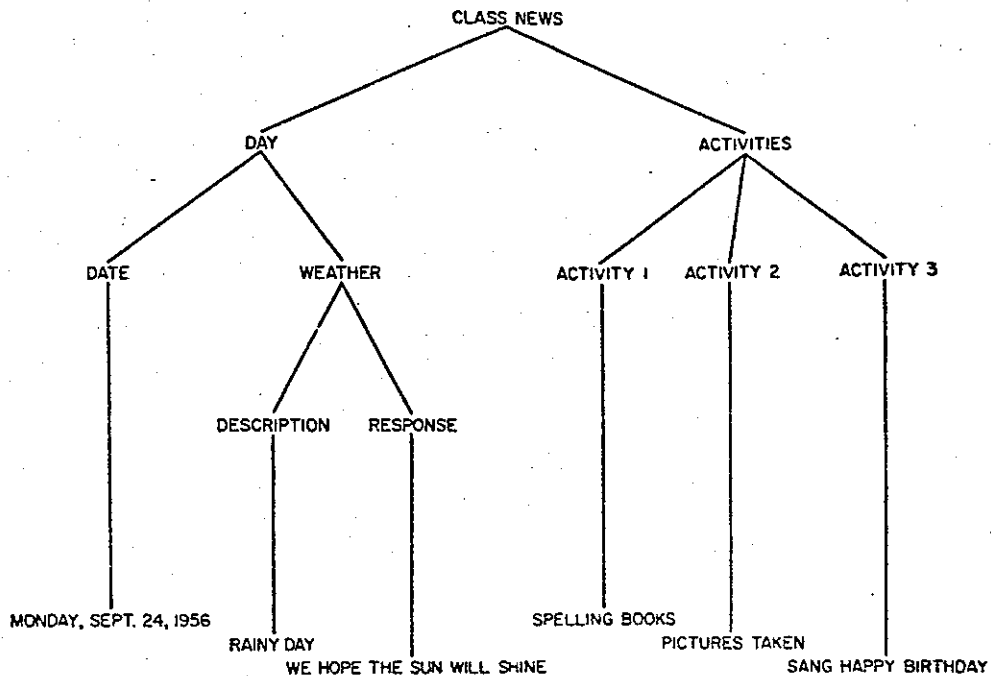 CLASS NEWS
DAY
ACTIVITIES
DATE
WEATHER
ACTIVITY 1
ACTIVITY 2
ACTIVITY 3
DESCRIPTION
RESPONSE
MONDAY, SEPT. 24, 1956
RAINY DAY
WE HOPE THE SUN WILL SHINE
SPELLING BOOKS
PICTURES TAKEN
SANG HAPPY BIRTHDAY